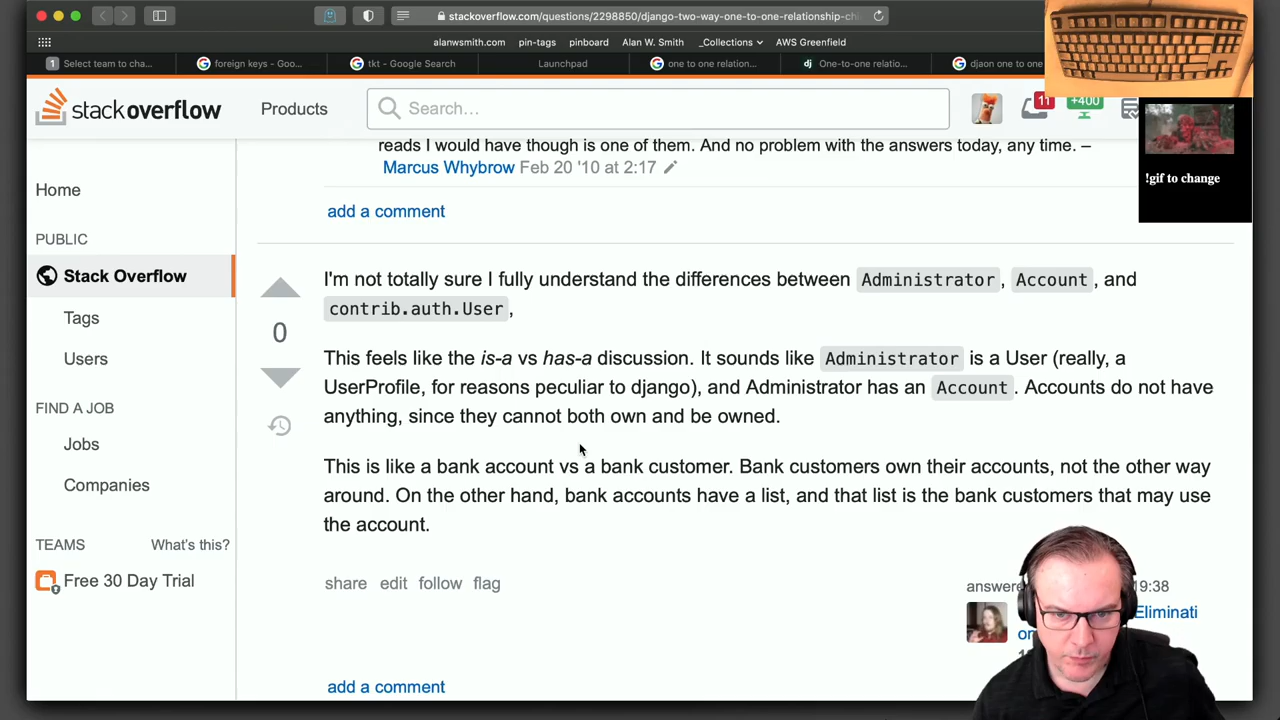 stackoverflow.com/questions/2298850/django-two-way-one-to-one-relationship-chi
alanwsmith.com pin-tags pinboard Alan W. Smith _Collections AWS Greenfield
1 Select team to cha... foreign keys - Goo... tkt - Google Search Launchpad one to one relation... dj One-to-one relatio... djaon one to one
stackoverflow Products Search... 11 +400
!gif to change
reads I would have though is one of them. And no problem with the answers today, any time. –
Marcus Whybrow Feb 20 '10 at 2:17
add a comment
Home
PUBLIC
Stack Overflow
Tags
Users
FIND A JOB
Jobs
Companies
TEAMS What's this?
Free 30 Day Trial
0
I'm not totally sure I fully understand the differences between Administrator, Account, and
contrib.auth.User,
This feels like the is-a vs has-a discussion. It sounds like Administrator is a User (really, a
UserProfile, for reasons peculiar to django), and Administrator has an Account. Accounts do not have
anything, since they cannot both own and be owned.
This is like a bank account vs a bank customer. Bank customers own their accounts, not the other way
around. On the other hand, bank accounts have a list, and that list is the bank customers that may use
the account.
share edit follow flag
answere 19:38
Eliminati
on
add a comment